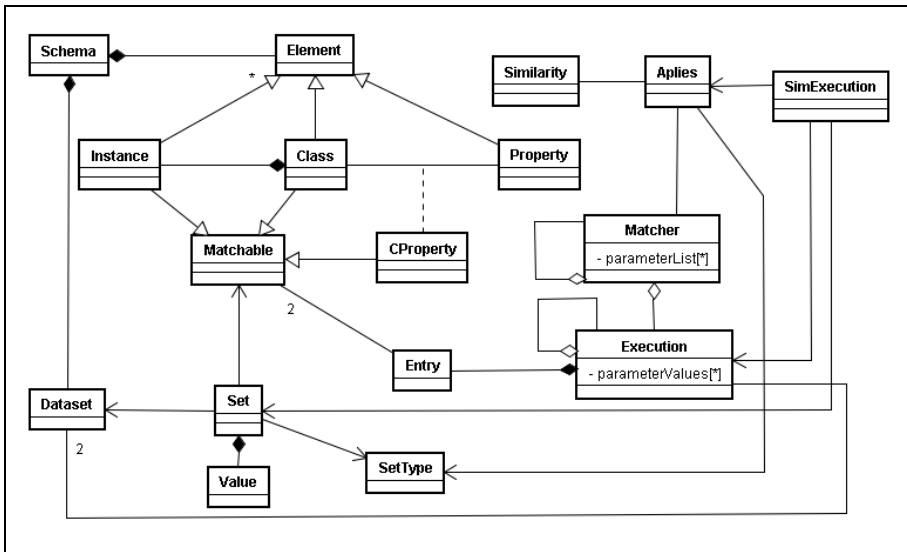 Schema
Element
*
Similarity
Aplies
SimExecution
Instance
Class
Property
Matchable
CProperty
Matcher
- parameterList[*]
2
Execution
- parameterValues[*]
Entry
Dataset
Set
2
SetType
Value